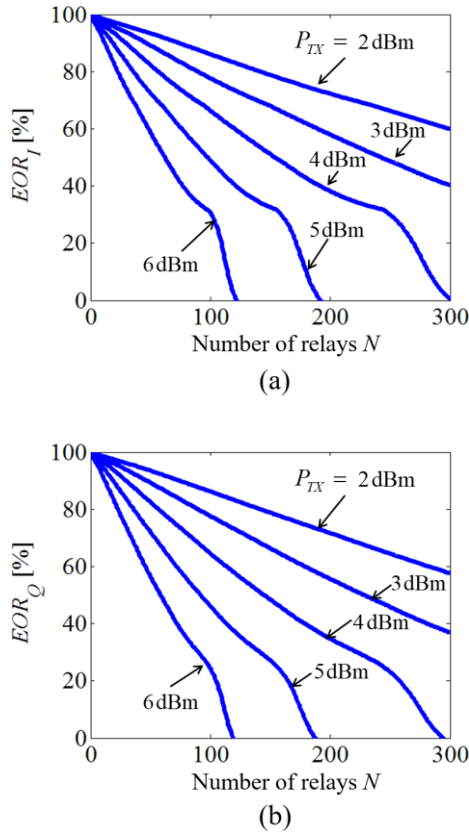 100
80
60
40
20
0
EOR_I [%]
P_TX = 2 dBm
3 dBm
4 dBm
5 dBm
6 dBm
0 100 200 300
Number of relays N
(a)
100
80
60
40
20
0
EOR_Q [%]
P_TX = 2 dBm
3 dBm
4 dBm
5 dBm
6 dBm
0 100 200 300
Number of relays N
(b)